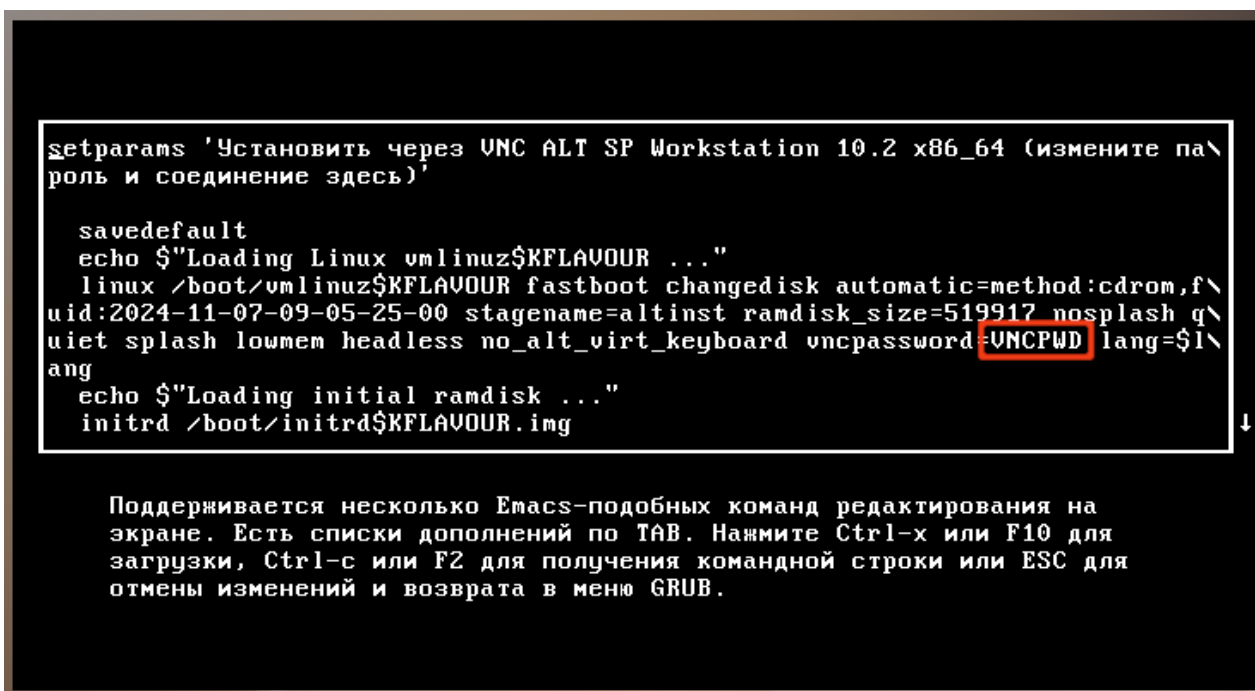 setparams 'Установить через VNC ALT SP Workstation 10.2 x86_64 (измените па\
роль и соединение здесь)'
savedefault
echo $"Loading Linux vmlinuz$KFLAVOUR ..."
linux /boot/vmlinuz$KFLAVOUR fastboot changedisk automatic=method:cdrom,f\
uid:2024-11-07-09-05-25-00 stagename=altinst ramdisk_size=519917 nosplash q\
uiet splash lowmem headless no_alt_virt_keyboard vncpassword=VNCPWD lang=$l\
ang
echo $"Loading initial ramdisk ..."
initrd /boot/initrd$KFLAVOUR.img
↓
Поддерживается несколько Emacs-подобных команд редактирования на
экране. Есть списки дополнений по TAB. Нажмите Ctrl-x или F10 для
загрузки, Ctrl-c или F2 для получения командной строки или ESC для
отмены изменений и возврата в меню GRUB.